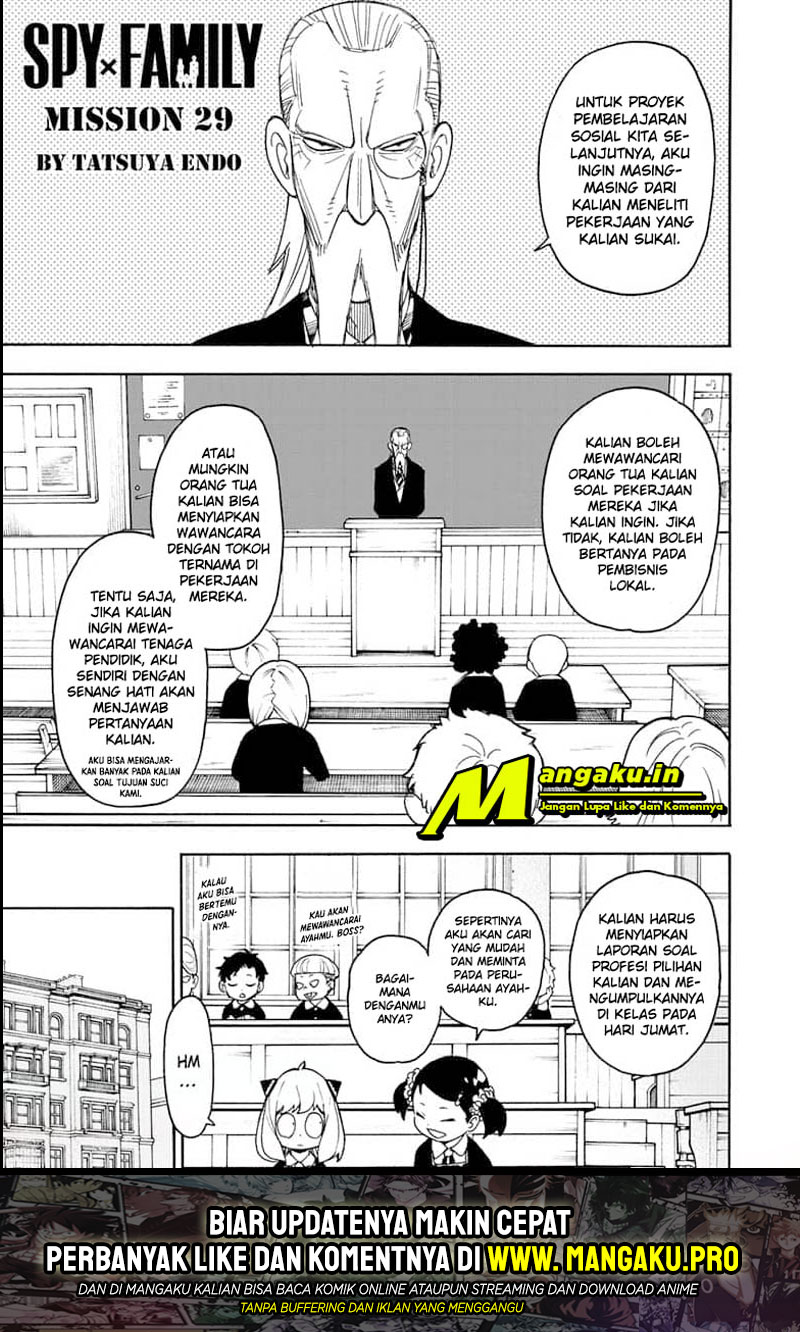 SPY×FAMILY
MISSION 29
BY TATSUYA ENDO
UNTUK PROYEK
PEMBELAJARAN
SOSIAL KITA SE-
LANJUTNYA, AKU
INGIN MASING-
MASING DARI
KALIAN MENELITI
PEKERJAAN YANG
KALIAN SUKAI.
KALIAN BOLEH
MEWAWANCARI
ORANG TUA KALIAN
SOAL PEKERJAAN
MEREKA JIKA
KALIAN INGIN. JIKA
TIDAK, KALIAN BOLEH
BERTANYA PADA
PEMBISNIS
LOKAL.
ATAU
MUNGKIN
ORANG TUA
KALIAN BISA
MENYIAPKAN
WAWANCARA
DENGAN TOKOH
TERNAMA DI
PEKERJAAN
MEREKA.
TENTU SAJA,
JIKA KALIAN
INGIN MEWA-
WANCARAI TENAGA
PENDIDIK, AKU
SENDIRI DENGAN
SENANG HATI AKAN
MENJAWAB
PERTANYAAN
KALIAN.
AKU BISA MENGAJAR-
KAN BANYAK PADA KALIAN
SOAL TUJUAN SUCI
KAMI.
Mangaku.in
Jangan Lupa Like dan Komennya
KALIAN HARUS
MENYIAPKAN
LAPORAN SOAL
PROFESI PILIHAN
KALIAN DAN ME-
NGUMPULKANNYA
DI KELAS PADA
HARI JUMAT.
SEPERTINYA
AKU AKAN CARI
YANG MUDAH
DAN MEMINTA
PADA PERU-
SAHAAN AYAH-
KU.
BAGAI-
MANA
DENGANMU
ANYA?
KAU AKAN
MEWAWANCARAI
AYAHMU. BOSS?
KALAU
AKU BISA
BERTEMU
DENGAN-
NYA.
HM
...
BIAR UPDATENYA MAKIN CEPAT
PERBANYAK LIKE DAN KOMENTNYA DI WWW. MANGAKU.PRO
DAN DI MANGAKU KALIAN BISA BACA KOMIK ONLINE ATAUPUN STREAMING DAN DOWNLOAD ANIME
TANPA BUFFERING DAN IKLAN YANG MENGGANGU